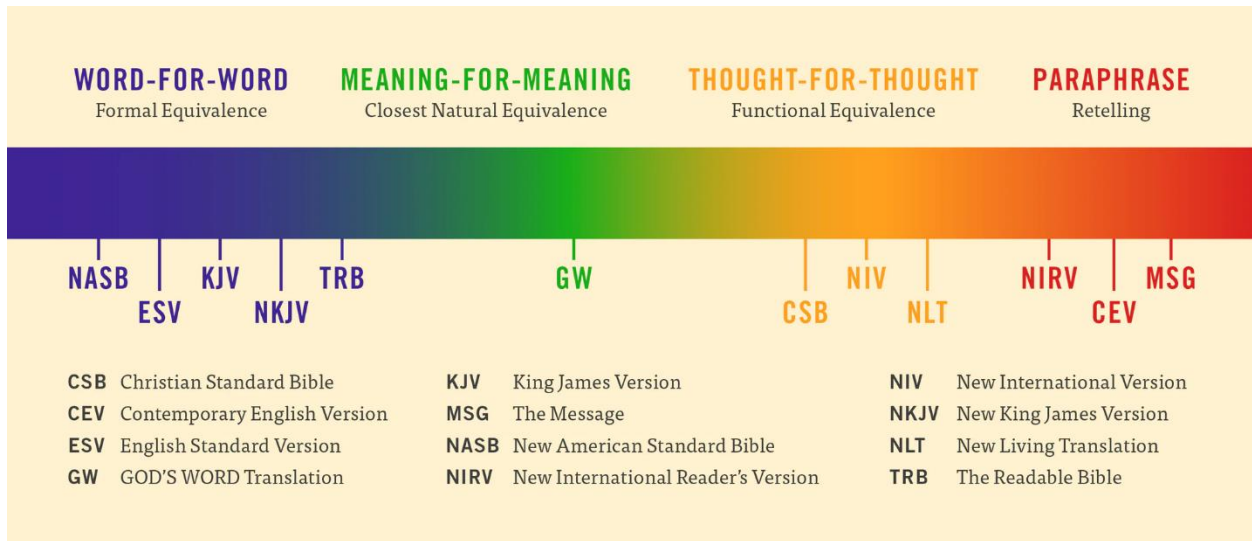 WORD-FOR-WORD MEANING-FOR-MEANING THOUGHT-FOR-THOUGHT PARAPHRASE
Formal Equivalence Closest Natural Equivalence Functional Equivalence Retelling
NASB KJV TRB GW NIV NIRV MSG
ESV NKJV CSB NLT CEV
CSB Christian Standard Bible KJV King James Version NIV New International Version
CEV Contemporary English Version MSG The Message NKJV New King James Version
ESV English Standard Version NASB New American Standard Bible NLT New Living Translation
GW GOD'S WORD Translation NIRV New International Reader's Version TRB The Readable Bible